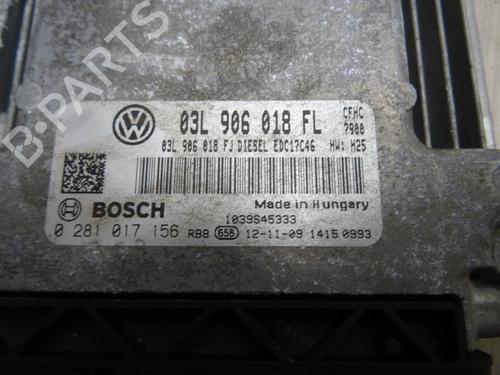 03L 906 018 FL
CFHC
7900
03L 906 018 FJ DIESEL EDC17C46 HW: H25
BOSCH
Made in Hungary
1039S45333
0 281 017 156 RB8 656 12-11-09 1415 0993
B-PARTS